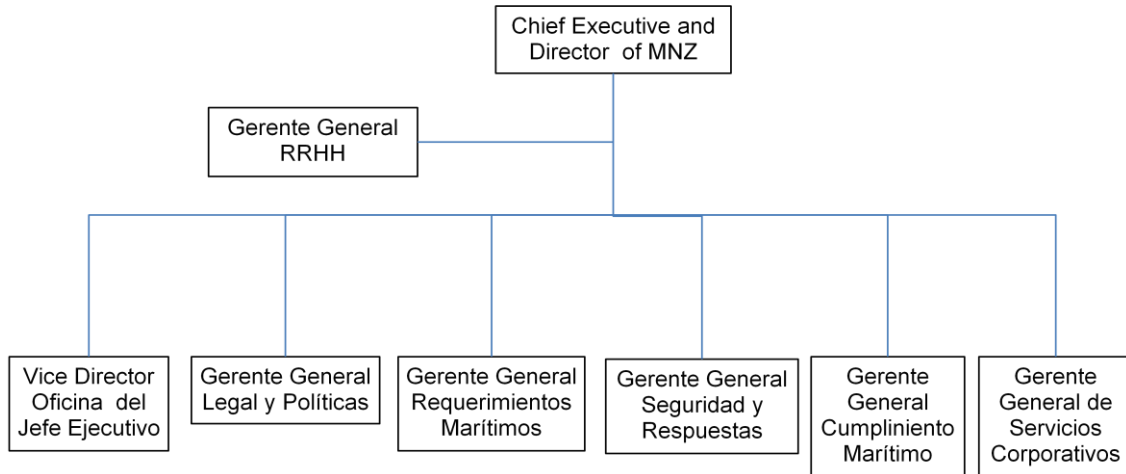 Chief Executive and
Director of MNZ
Gerente General
RRHH
Vice Director
Oficina del
Jefe Ejecutivo
Gerente General
Legal y Políticas
Gerente General
Requerimientos
Marítimos
Gerente General
Seguridad y
Respuestas
Gerente
General
Cumpliniento
Marítimo
Gerente
General de
Servicios
Corporativos